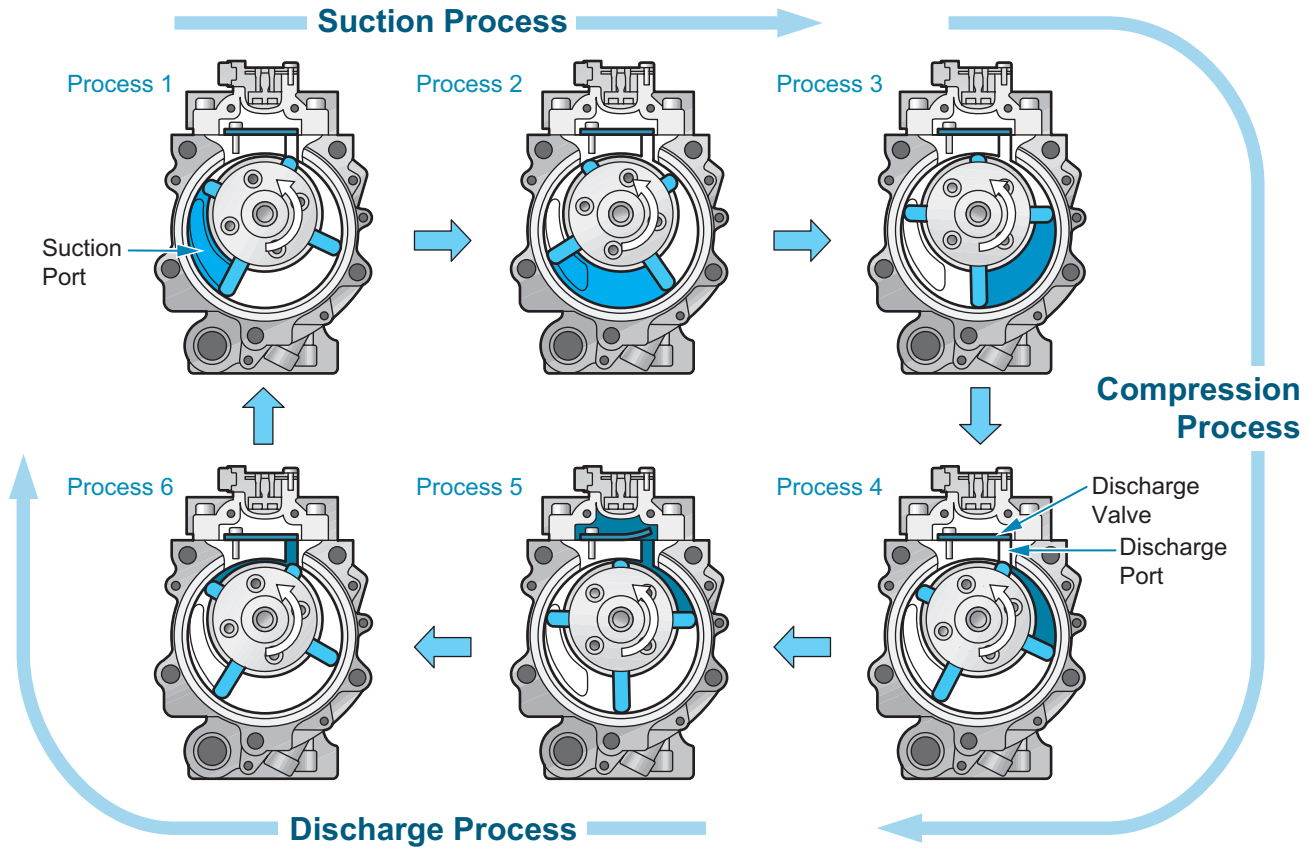 Suction Process
Process 1
Process 2
Process 3
Suction
Port
Compression
Process
Process 6
Process 5
Process 4
Discharge
Valve
Discharge
Port
Discharge Process